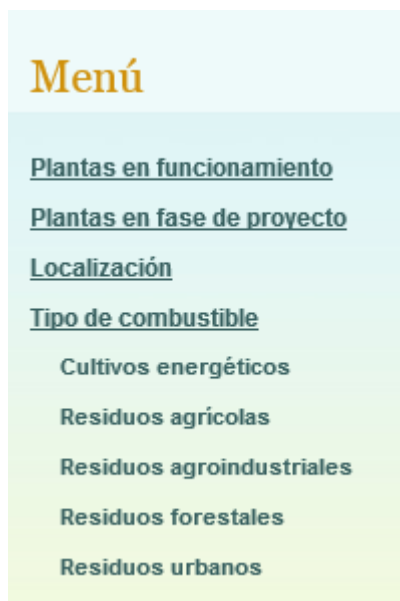 Menú
Plantas en funcionamiento
Plantas en fase de proyecto
Localización
Tipo de combustible
Cultivos energéticos
Residuos agrícolas
Residuos agroindustriales
Residuos forestales
Residuos urbanos